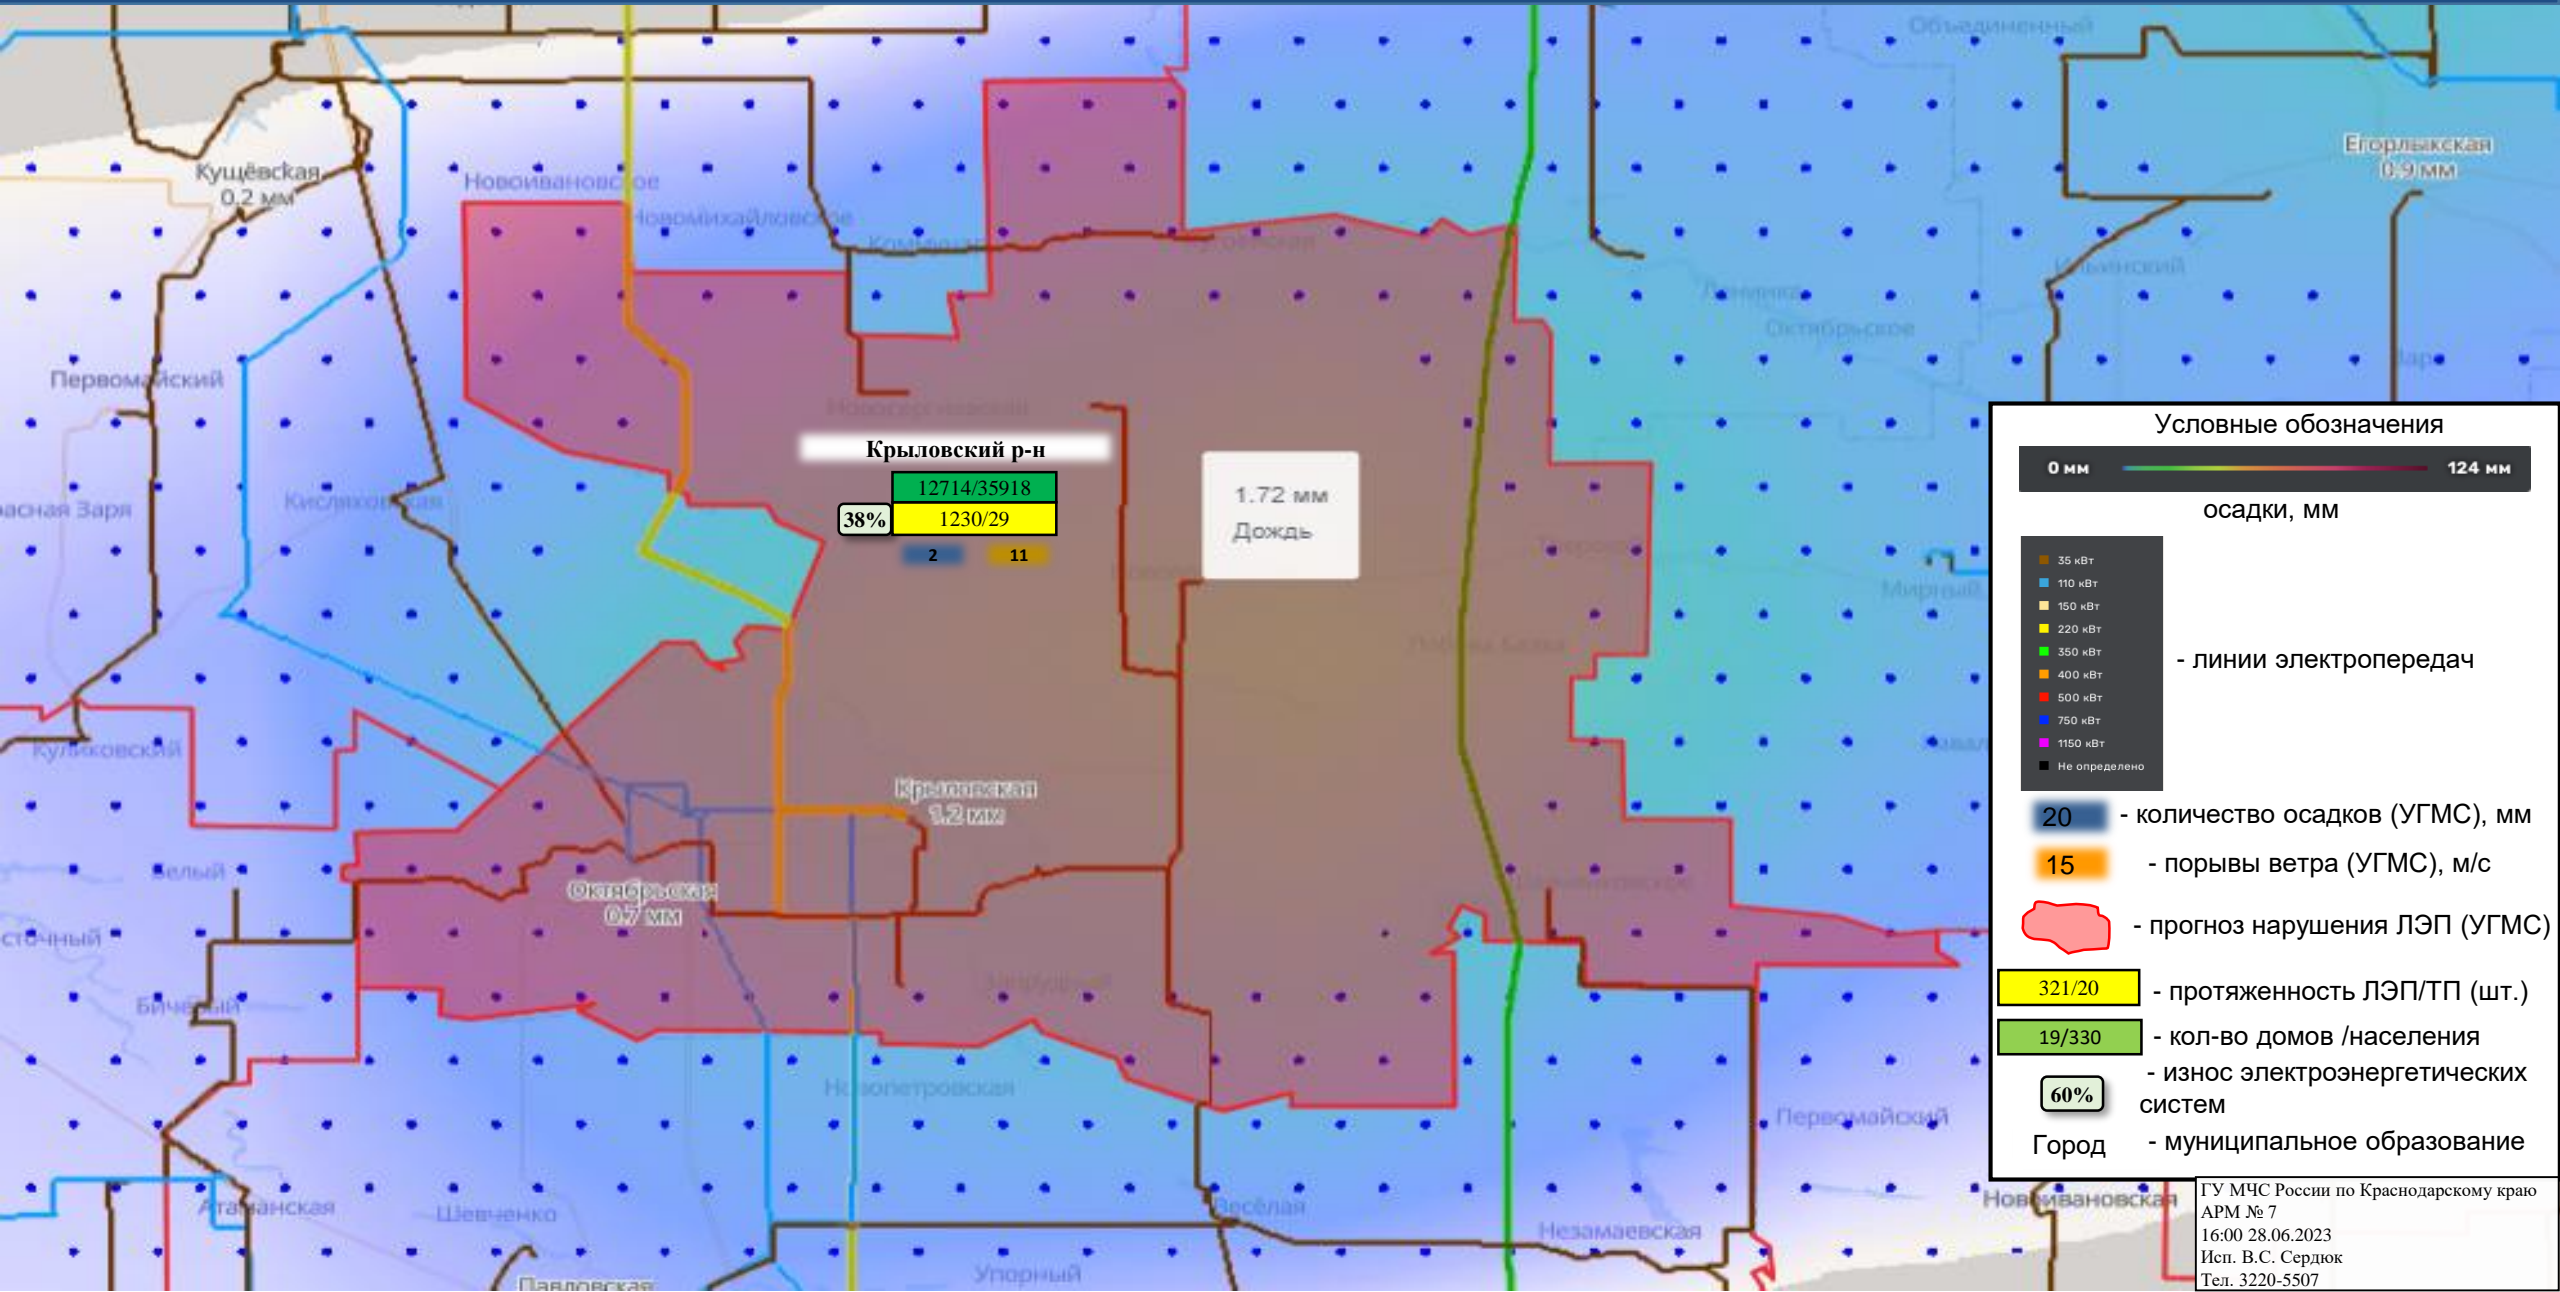 Объединенный
Егорлыкская
0.9 мм
Кущёвская
0.2 мм
Новоивановское
Новомихайловское
Ильинский
Октябрьское
Первомайский
Новосергиевский
Крыловский р-н
12714/35918
38%
1230/29
2
11
1.72 мм
Дождь
Кисляковская
Мирный
Куликовский
Крыловская
1.2 мм
Белый
Октябрьская
0.7 мм
Новопетровская
Первомайский
Атаманская
Шевченко
Весёлая
Незамаевская
Новоивановская
Павловская
Упорный
Условные обозначения
0 мм
124 мм
осадки, мм
35 кВт
110 кВт
150 кВт
220 кВт
350 кВт
400 кВт
500 кВт
750 кВт
1150 кВт
Не определено
- линии электропередач
20 - количество осадков (УГМС), мм
15 - порывы ветра (УГМС), м/с
- прогноз нарушения ЛЭП (УГМС)
321/20 - протяженность ЛЭП/ТП (шт.)
19/330 - кол-во домов /населения
60% - износ электроэнергетических
систем
Город - муниципальное образование
ГУ МЧС России по Краснодарскому краю
АРМ № 7
16:00 28.06.2023
Исп. В.С. Сердюк
Тел. 3220-5507